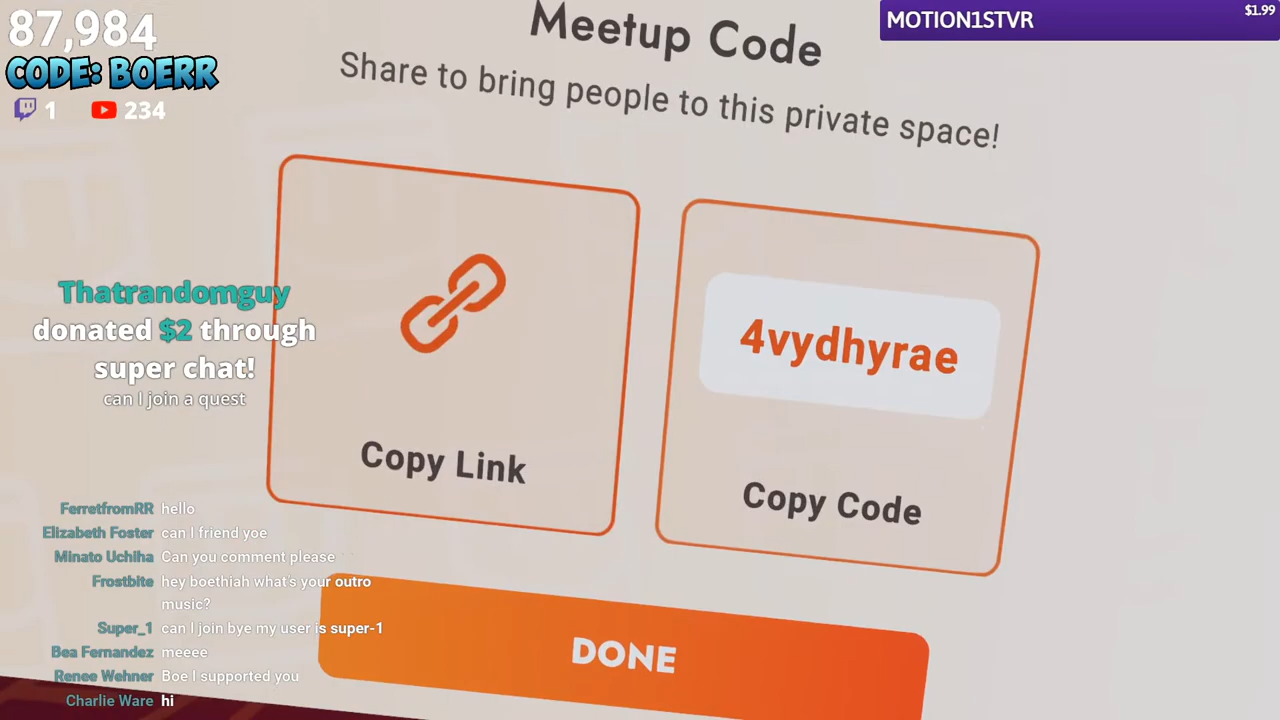 87,984
CODE: BOERR
1 234
MOTION1STVR
$1.99
Meetup Code
Share to bring people to this private space!
Copy Link
4vydhyrae
Copy Code
DONE
Thatrandomguy
donated $2 through
super chat!
can I join a quest
FerretfromRR hello
Elizabeth Foster can I friend yoe
Minato Uchiha Can you comment please
Frostbite hey boethiah what's your outro
music?
Super_1 can I join bye my user is super-1
Bea Fernandez meeee
Renee Wehner Boe I supported you
Charlie Ware hi